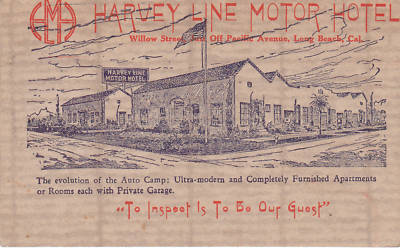 HMH
HARVEY LINE MOTOR HOTEL
Willow Street Off Pacific Avenue, Long Beach, Cal.
HARVEY LINE
MOTOR HOTEL
The evolution of the Auto Camp: Ultra-modern and Completely Furnished Apartments
or Rooms each with Private Garage.
"To Inspect Is To Be Our Guest".